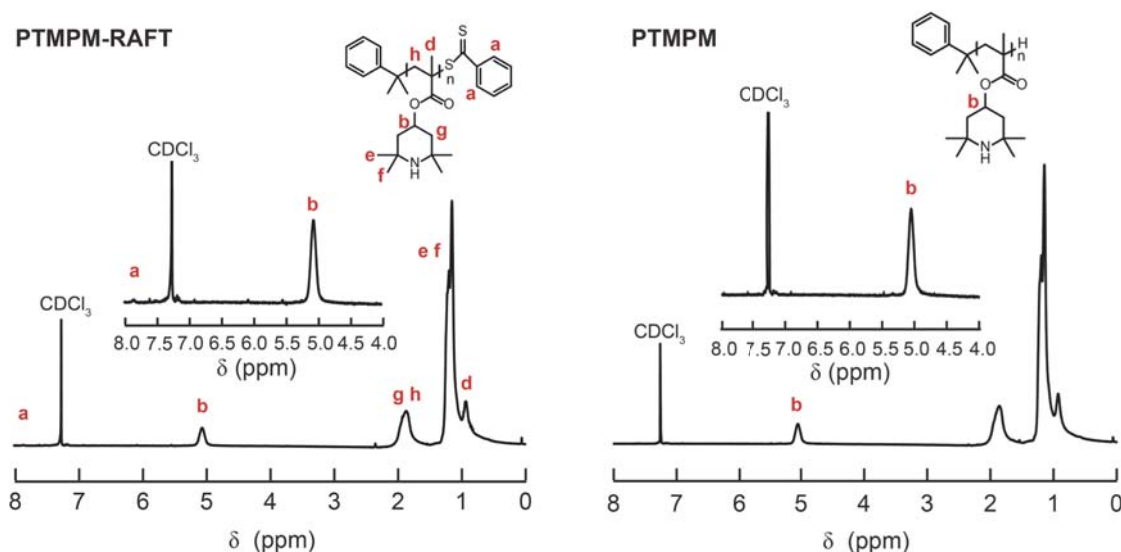 PTMPM-RAFT
S
d
a
h
n
S
a
O
O
b
g
e
N
H
f
CDCl3
b
a
8.0 7.5 7.0 6.5 6.0 5.5 5.0 4.5 4.0
δ (ppm)
e f
CDCl3
a
b
g h
d
8 7 6 5 4 3 2 1 0
δ (ppm)
PTMPM
H
n
O
O
b
N
H
CDCl3
b
8.0 7.5 7.0 6.5 6.0 5.5 5.0 4.5 4.0
δ (ppm)
CDCl3
b
8 7 6 5 4 3 2 1 0
δ (ppm)